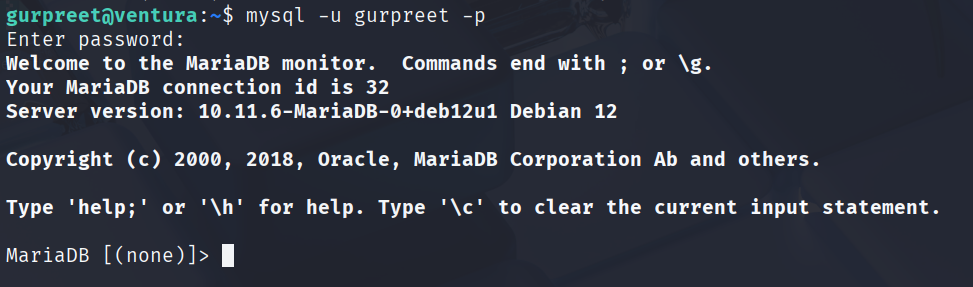 gurpreet@ventura:~$ mysql -u gurpreet -p
Enter password:
Welcome to the MariaDB monitor.  Commands end with ; or \g.
Your MariaDB connection id is 32
Server version: 10.11.6-MariaDB-0+deb12u1 Debian 12

Copyright (c) 2000, 2018, Oracle, MariaDB Corporation Ab and others.

Type 'help;' or '\h' for help. Type '\c' to clear the current input statement.

MariaDB [(none)]>